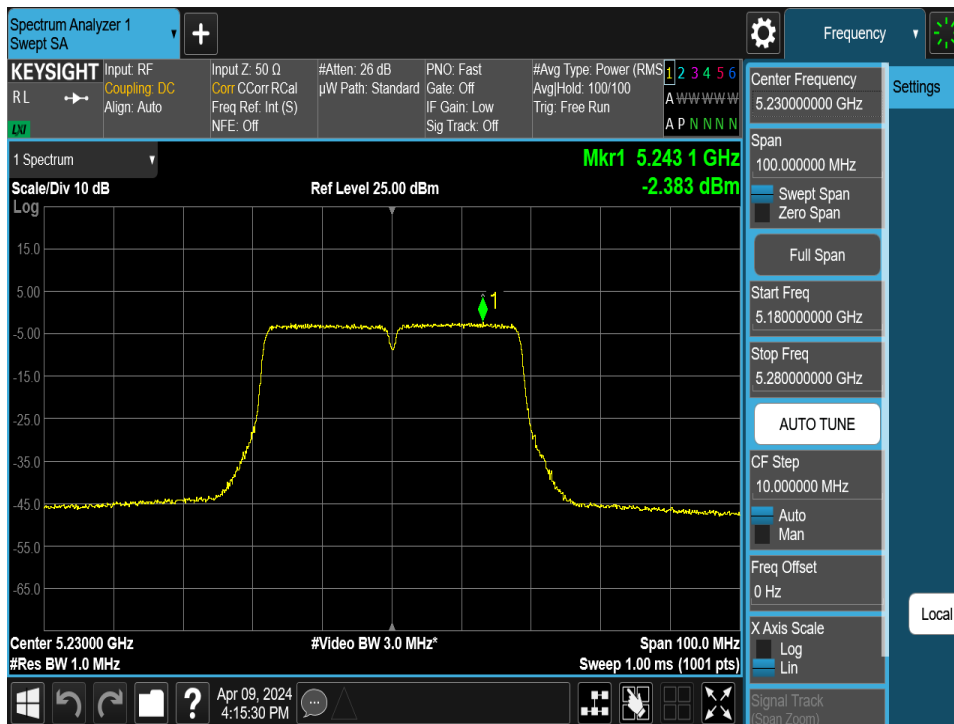 Spectrum Analyzer 1
Swept SA
+
Frequency
KEYSIGHT
R L
LXI
Input: RF
Coupling: DC
Align: Auto
Input Z: 50 Ω
Corr CCorr RCal
Freq Ref: Int (S)
NFE: Off
#Atten: 26 dB
µW Path: Standard
PNO: Fast
Gate: Off
IF Gain: Low
Sig Track: Off
#Avg Type: Power (RMS
Avg|Hold: 100/100
Trig: Free Run
1 2 3 4 5 6
A W W W W W
A P N N N N
1 Spectrum
Mkr1 5.243 1 GHz
Scale/Div 10 dB
Ref Level 25.00 dBm
-2.383 dBm
Log
15.0
5.00
1
-5.00
-15.0
-25.0
-35.0
-45.0
-55.0
-65.0
Center 5.23000 GHz
#Video BW 3.0 MHz*
Span 100.0 MHz
#Res BW 1.0 MHz
Sweep 1.00 ms (1001 pts)
?
Apr 09, 2024
4:15:30 PM
Center Frequency
5.230000000 GHz
Settings
Span
100.000000 MHz
Swept Span
Zero Span
Full Span
Start Freq
5.180000000 GHz
Stop Freq
5.280000000 GHz
AUTO TUNE
CF Step
10.000000 MHz
Auto
Man
Freq Offset
0 Hz
Local
X Axis Scale
Log
Lin
Signal Track
(Span Zoom)